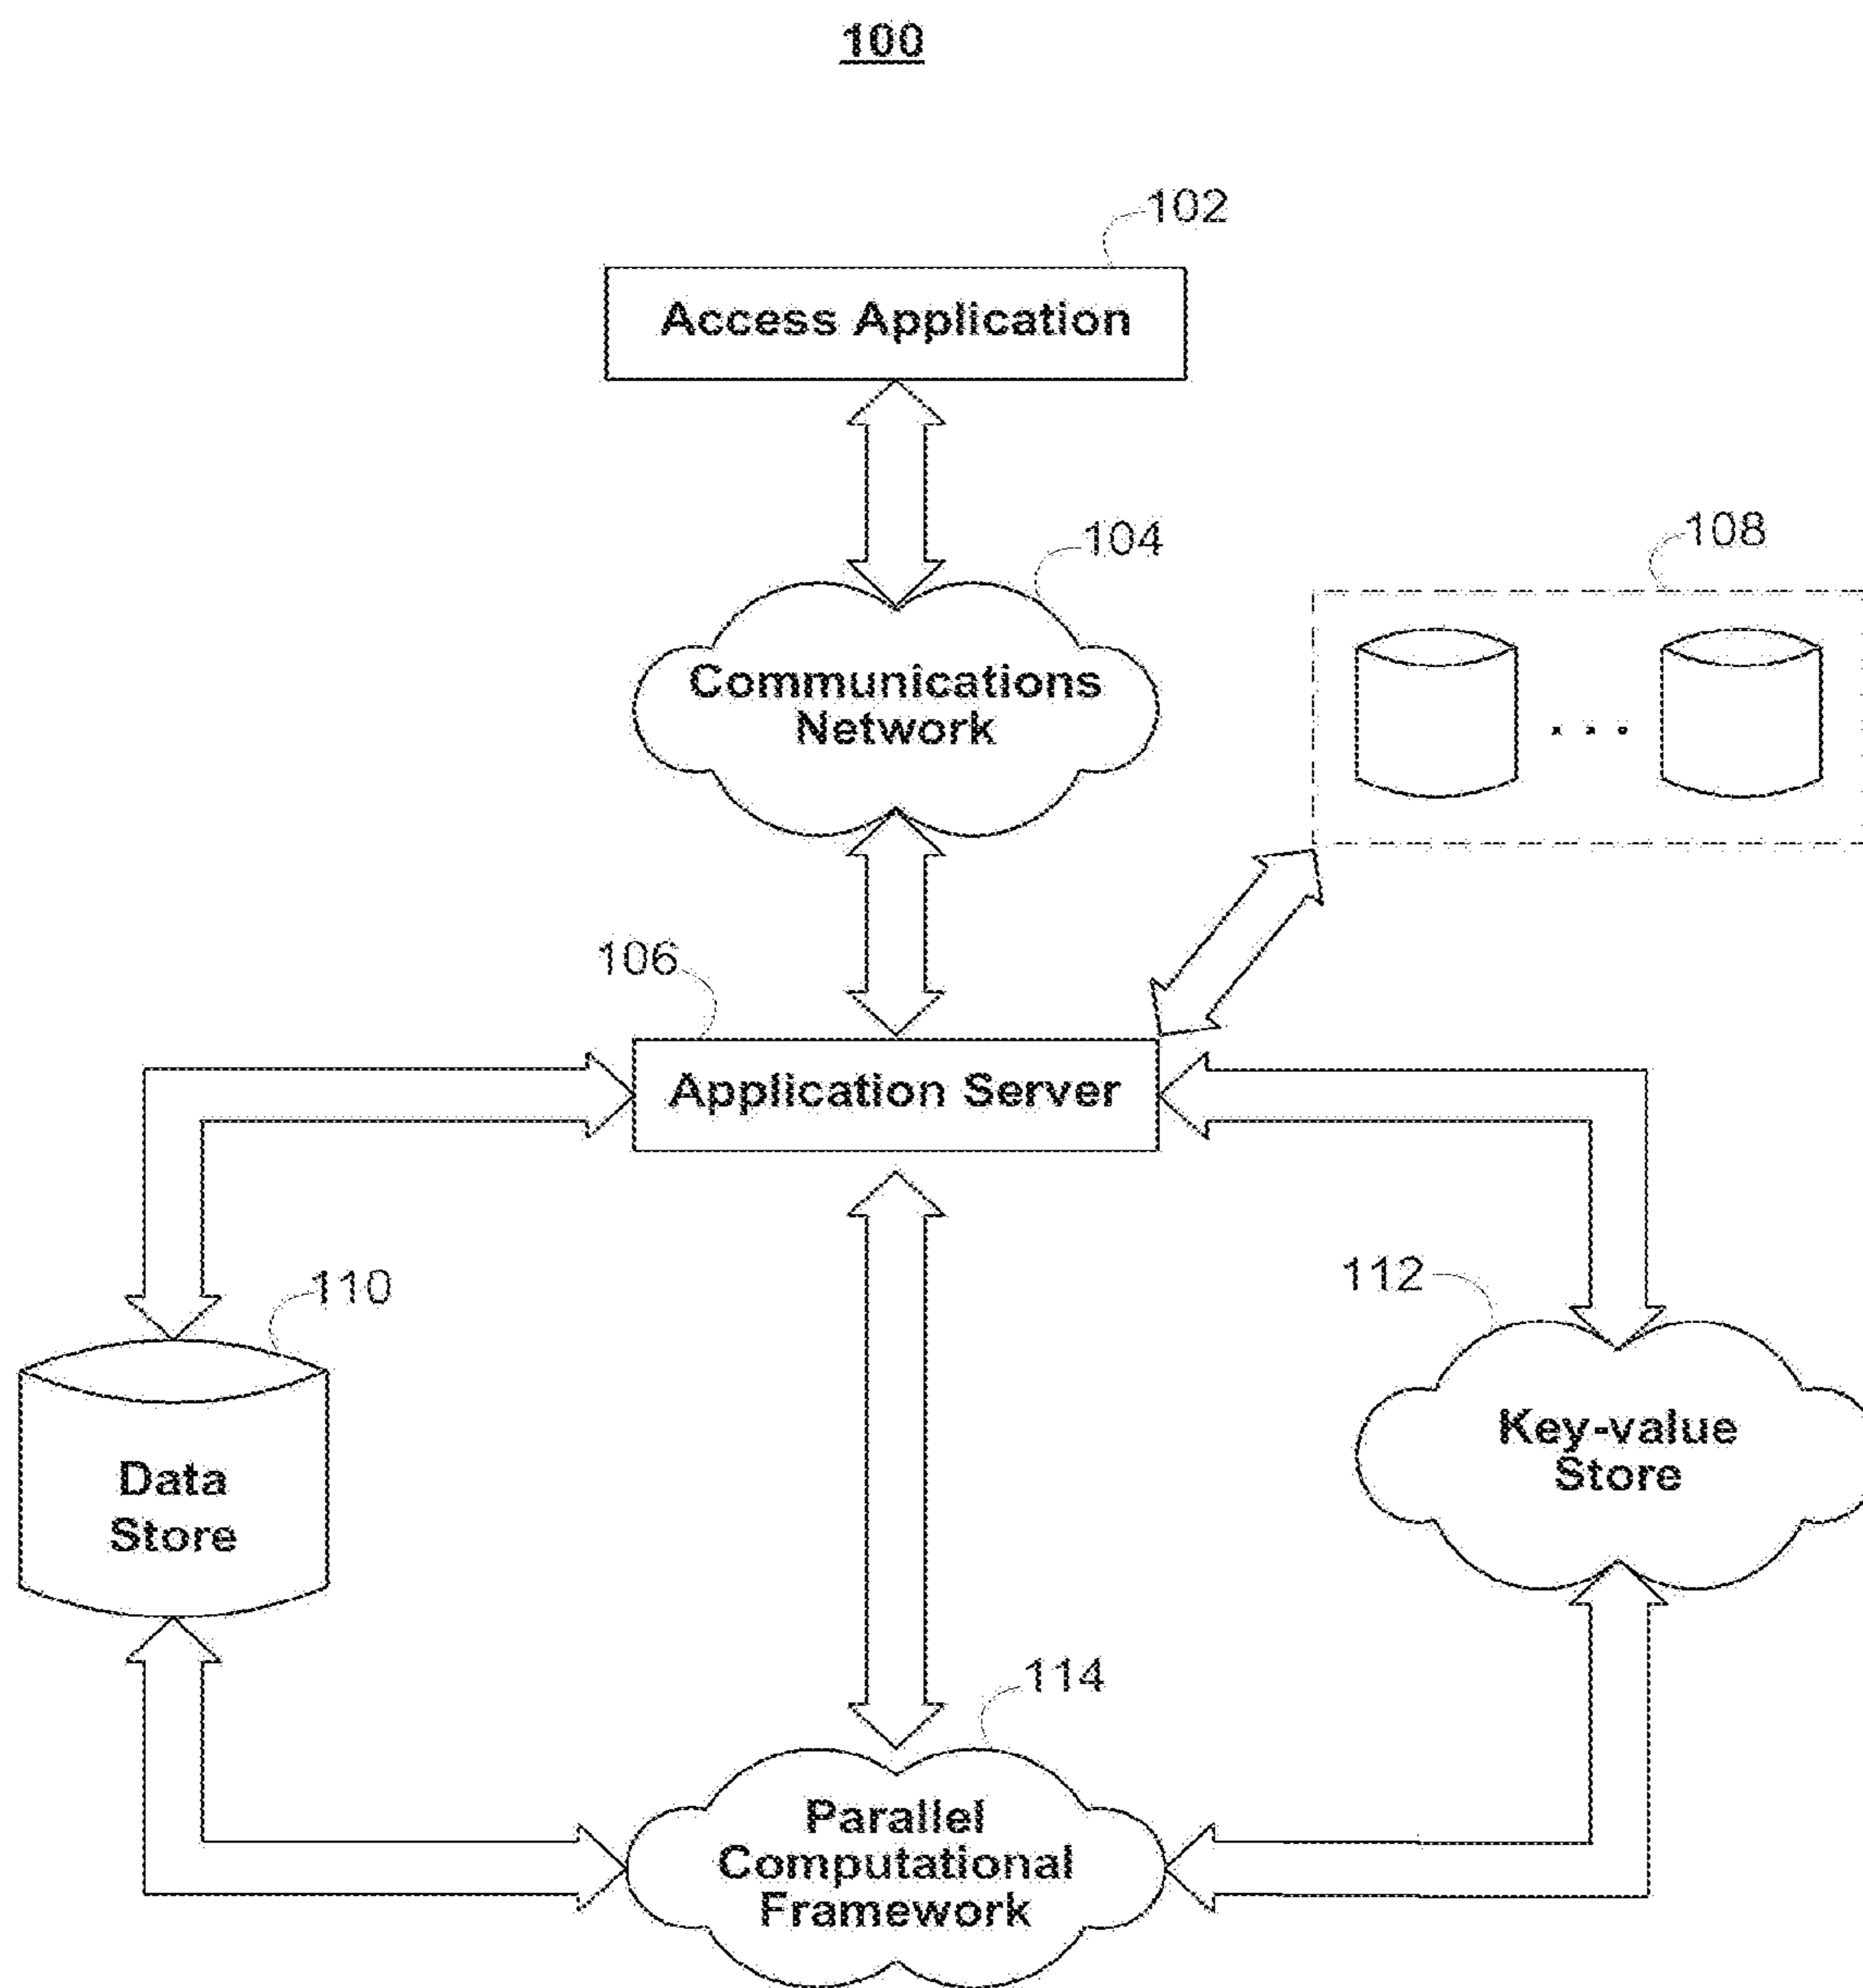 100
102
Access Application
104
108
Communications
Network
106
Application Server
110
112
Data
Store
Key-value
Store
114
Parallel
Computational
Framework